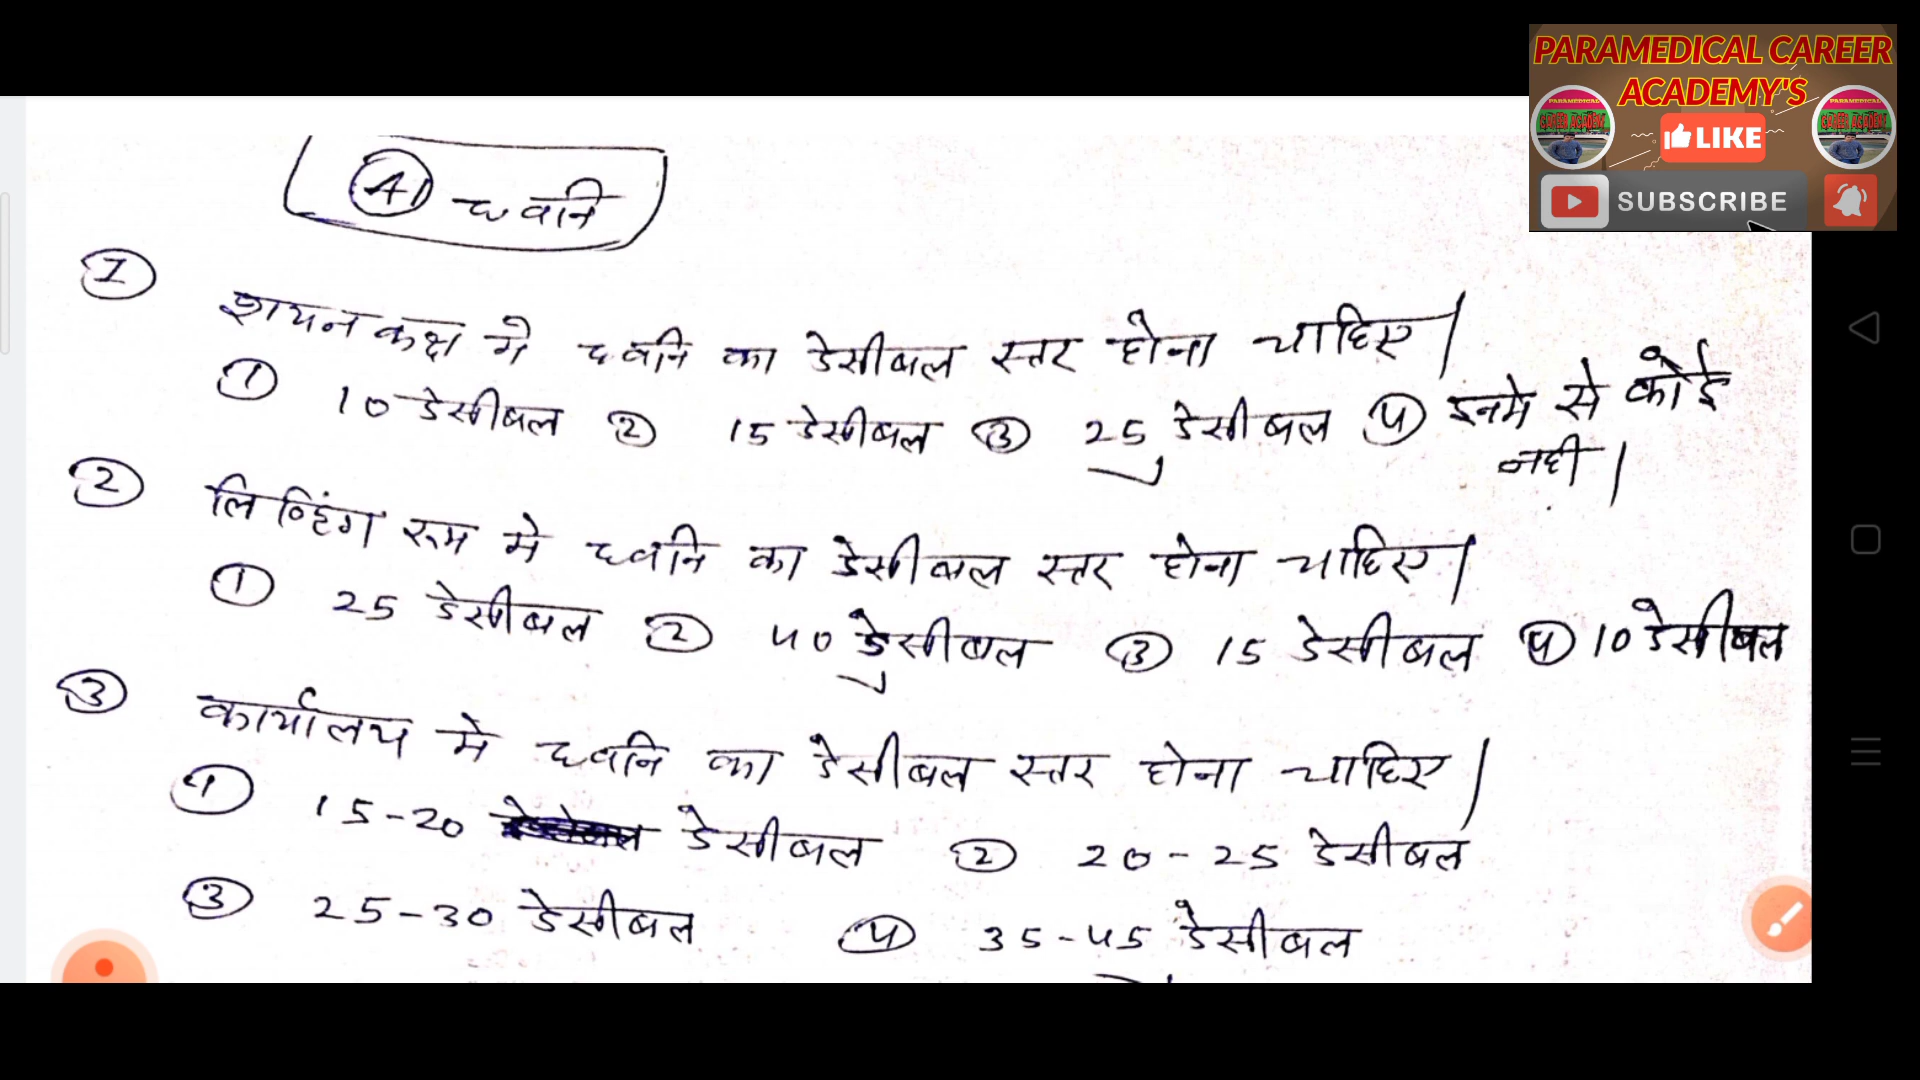 PARAMEDICAL CAREER
ACADEMY'S
LIKE
SUBSCRIBE
(A) ध्वनि
① शयन कक्ष मे ध्वनि का डेसीबल स्तर होना चाहिए।
① 10 डेसीबल ② 15 डेसीबल ③ 25 डेसीबल ④ इनमे से कोई
नही।
② लिव्हिंग रूम मे ध्वनि का डेसीबल स्तर होना चाहिए।
① 25 डेसीबल ② 40 डेसीबल ③ 15 डेसीबल ④ 10 डेसीबल
③ कार्यालय मे ध्वनि का डेसीबल स्तर होना चाहिए।
① 15-20 डेसीबल ② 20-25 डेसीबल
③ 25-30 डेसीबल ④ 35-45 डेसीबल